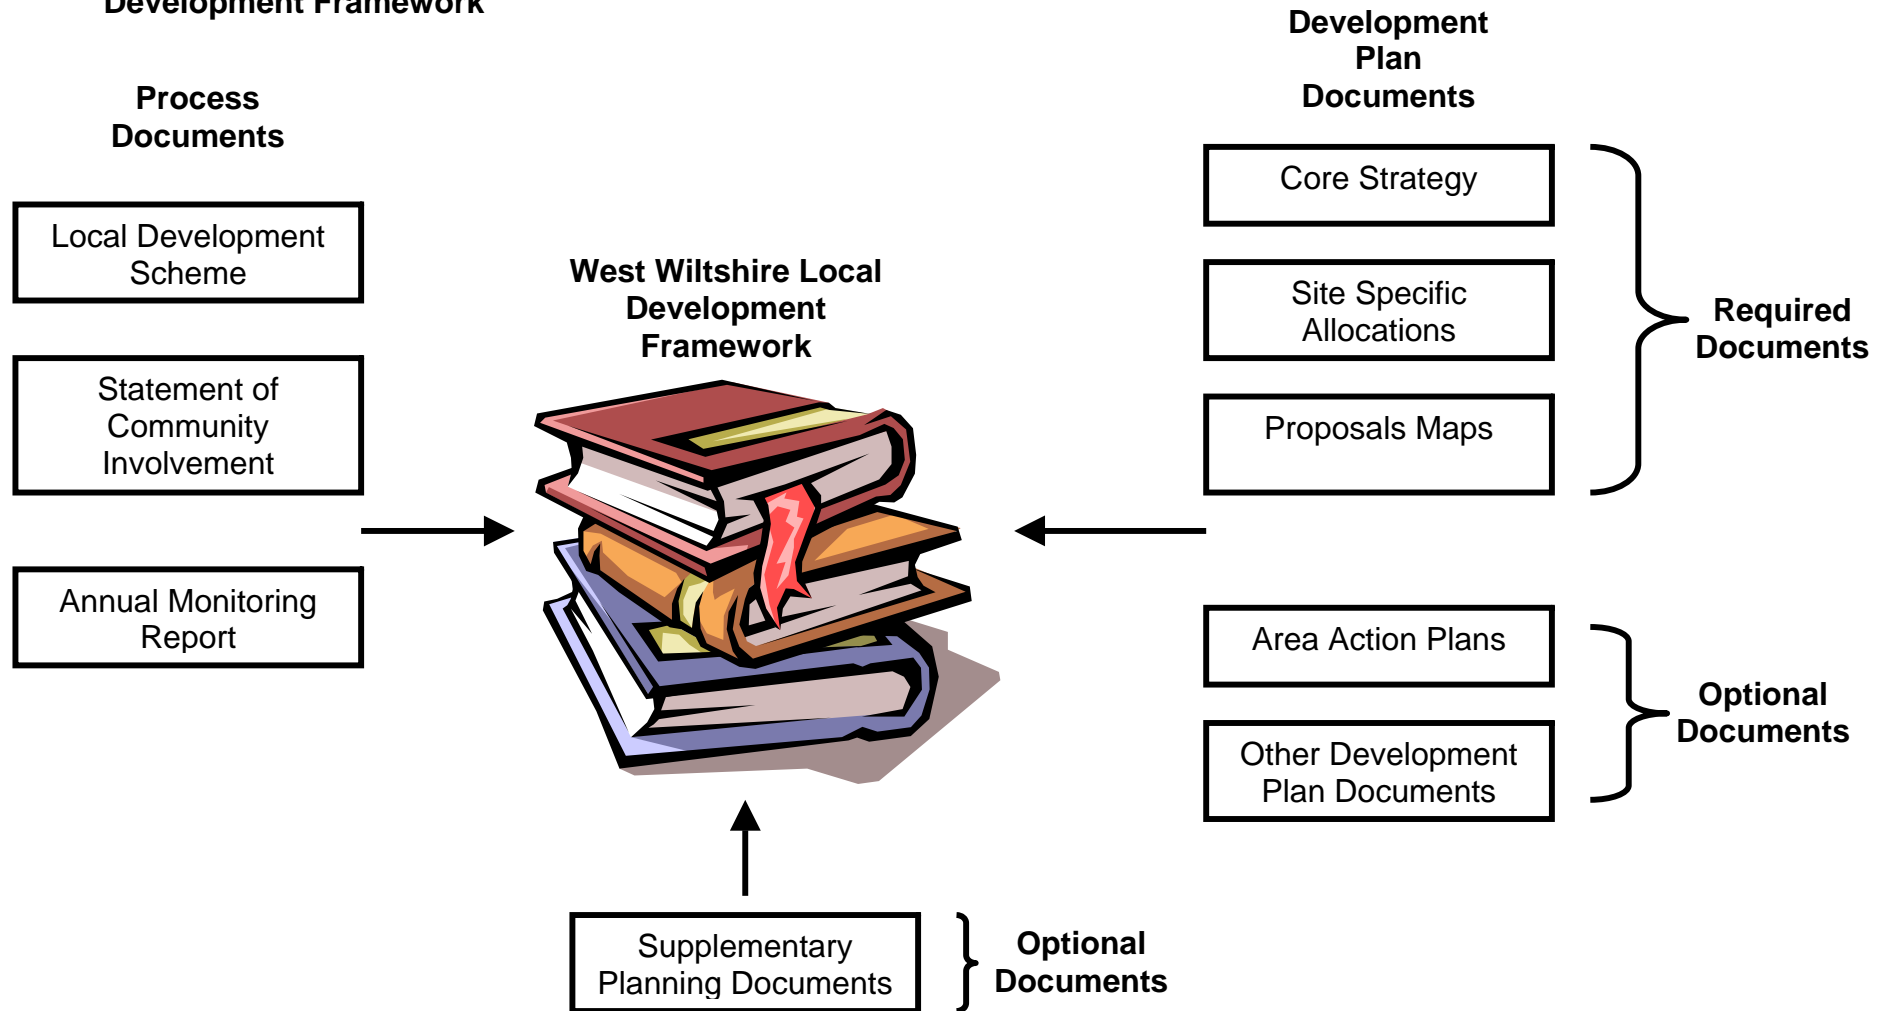 Development Framework
Process
Documents
Local Development
Scheme
Statement of
Community
Involvement
Annual Monitoring
Report
West Wiltshire Local
Development
Framework
Supplementary
Planning Documents
Optional
Documents
Development
Plan
Documents
Core Strategy
Site Specific
Allocations
Proposals Maps
Required
Documents
Area Action Plans
Other Development
Plan Documents
Optional
Documents